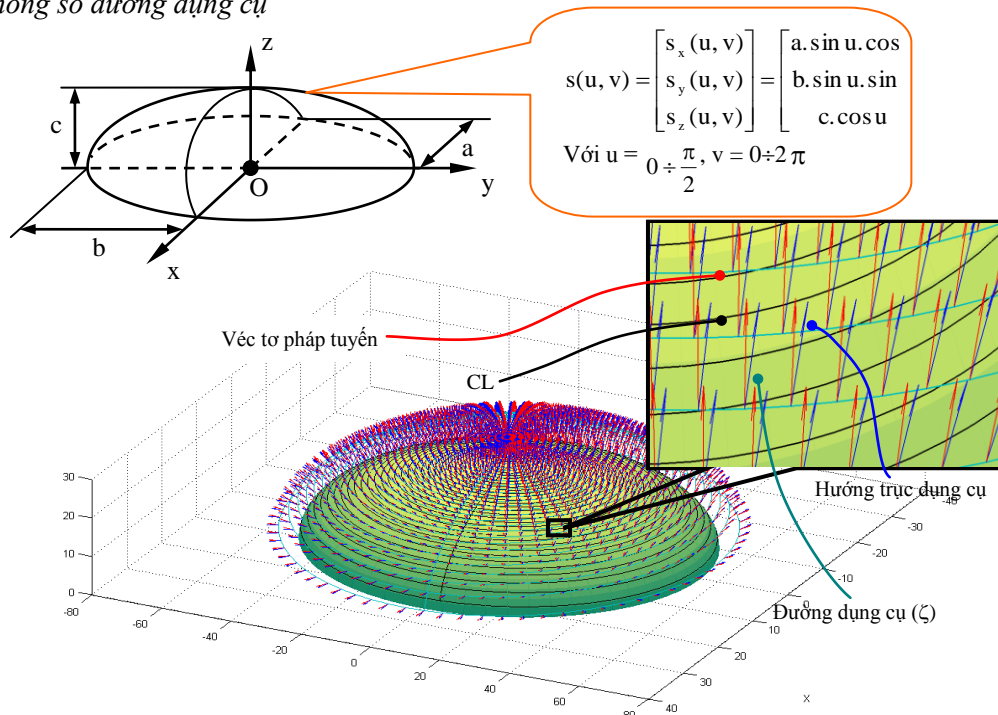 hông số đường dụng cụ
z
c
a
O
y
b
x
s(u, v) = [s_x (u, v) s_y (u, v) s_z (u, v)] = [a.sin u.cos b.sin u.sin c.cos u
Với u = 0 ÷ π/2, v = 0÷2 π
Véc tơ pháp tuyến
CL
Hướng trục dụng cụ
Đường dụng cụ (ζ)
30
20
10
0
-80
-60
-40
-20
0
20
40
60
80
-40
-30
-20
-10
0
10
20
30
40
x